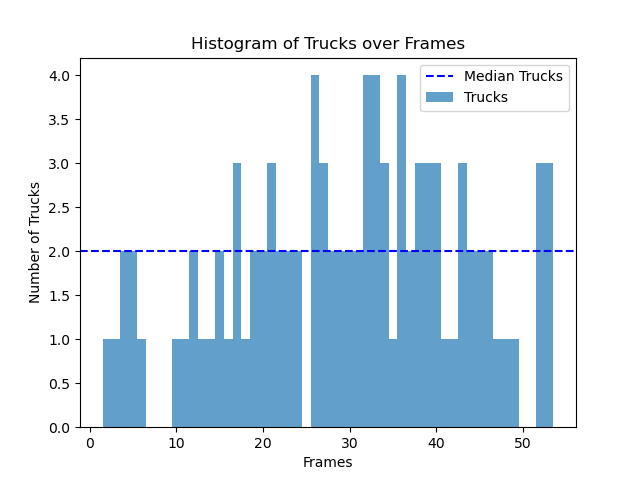 Histogram of Trucks over Frames
Median Trucks
Trucks
4.0
3.5
3.0
2.5
2.0
1.5
1.0
0.5
0.0
Number of Trucks
0 10 20 30 40 50
Frames